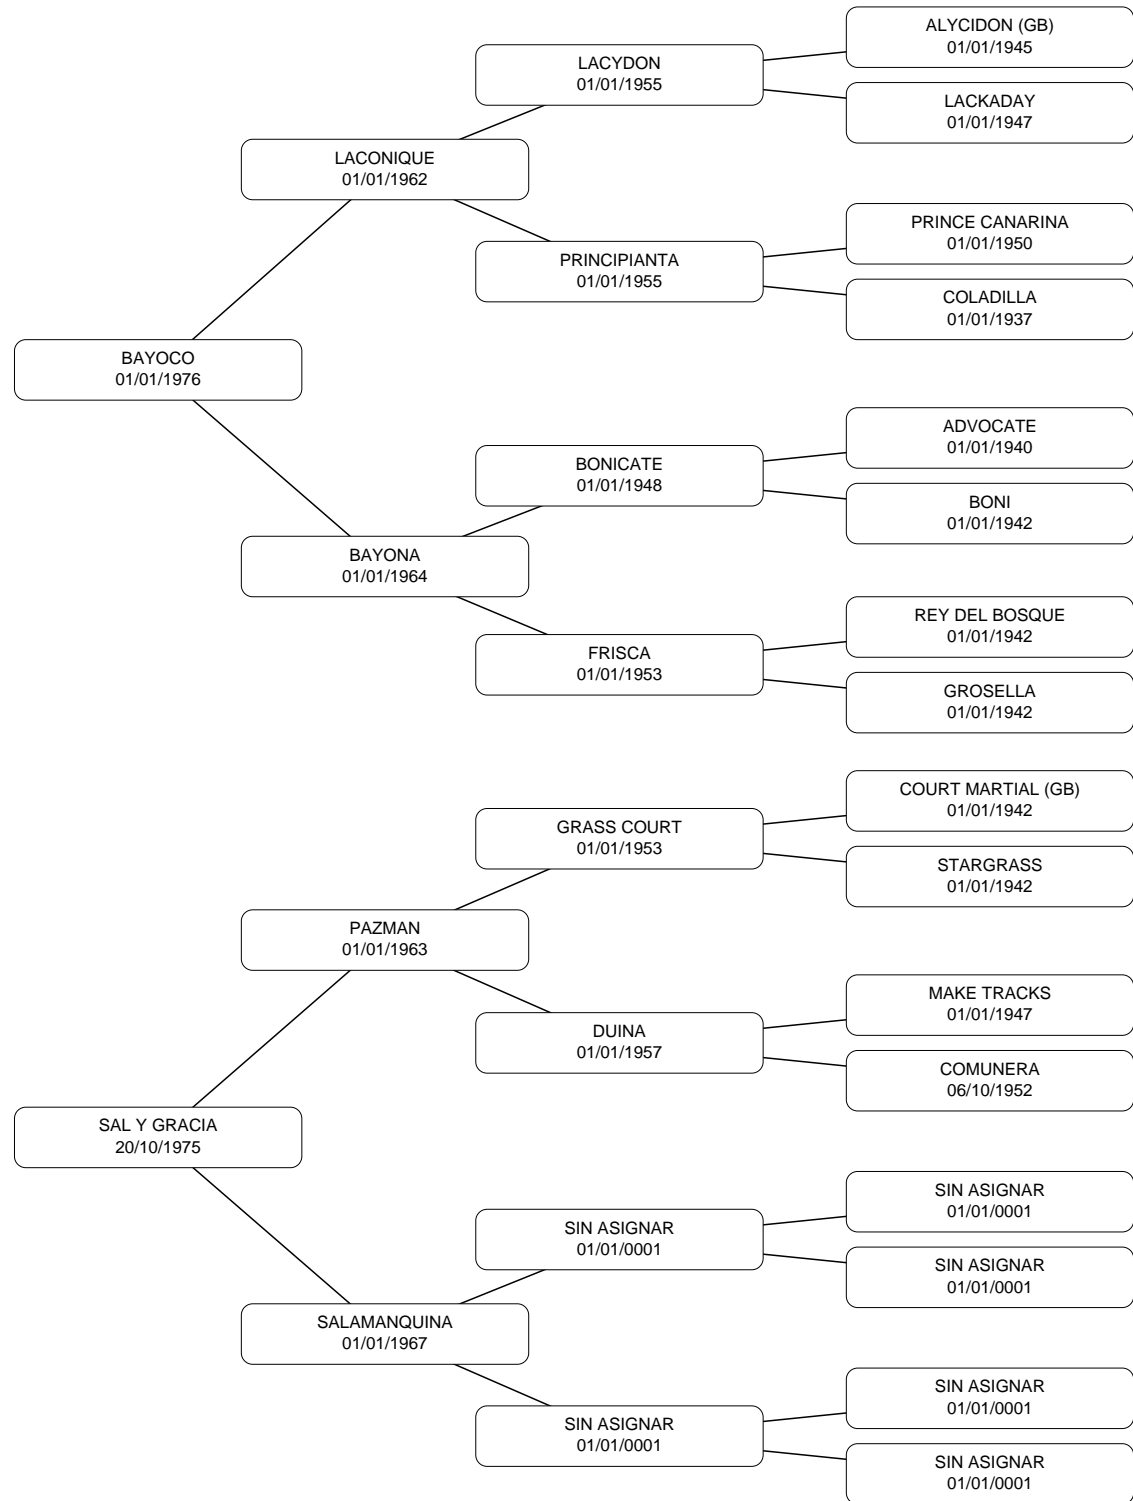 ALYCIDON (GB)
01/01/1945
LACYDON
01/01/1955
LACKADAY
01/01/1947
LACONIQUE
01/01/1962
PRINCE CANARINA
01/01/1950
PRINCIPIANTA
01/01/1955
COLADILLA
01/01/1937
BAYOCO
01/01/1976
ADVOCATE
01/01/1940
BONICATE
01/01/1948
BONI
01/01/1942
BAYONA
01/01/1964
REY DEL BOSQUE
01/01/1942
FRISCA
01/01/1953
GROSELLA
01/01/1942
COURT MARTIAL (GB)
01/01/1942
GRASS COURT
01/01/1953
STARGRASS
01/01/1942
PAZMAN
01/01/1963
MAKE TRACKS
01/01/1947
DUINA
01/01/1957
COMUNERA
06/10/1952
SAL Y GRACIA
20/10/1975
SIN ASIGNAR
01/01/0001
SIN ASIGNAR
01/01/0001
SIN ASIGNAR
01/01/0001
SALAMANQUINA
01/01/1967
SIN ASIGNAR
01/01/0001
SIN ASIGNAR
01/01/0001
SIN ASIGNAR
01/01/0001